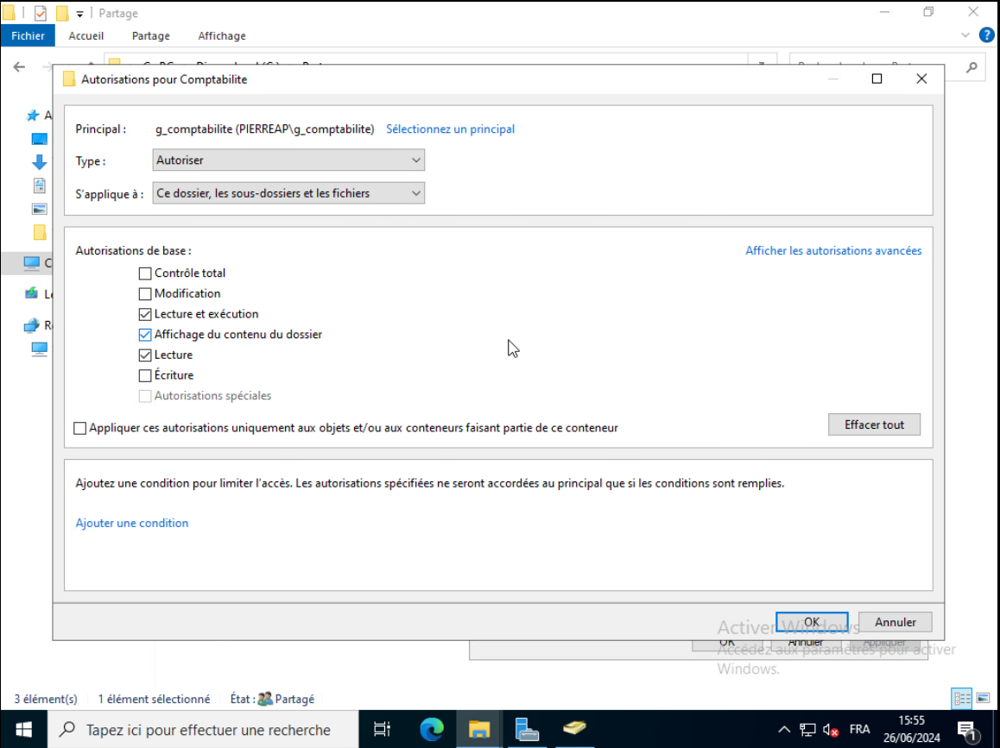 Partage
Fichier Accueil Partage Affichage
Autorisations pour Comptabilite
Principal : g_comptabilite (PIERREAP\g_comptabilite) Sélectionnez un principal
Type : Autoriser
S'applique à : Ce dossier, les sous-dossiers et les fichiers
Autorisations de base : Afficher les autorisations avancées
Contrôle total
Modification
Lecture et exécution
Affichage du contenu du dossier
Lecture
Écriture
Autorisations spéciales
Appliquer ces autorisations uniquement aux objets et/ou aux conteneurs faisant partie de ce conteneur Effacer tout
Ajoutez une condition pour limiter l'accès. Les autorisations spécifiées ne seront accordées au principal que si les conditions sont remplies.
Ajouter une condition
OK Annuler
Activer Windows
OK Annuler Appliquer
Accédez aux paramètres pour activer
Windows.
3 élément(s) 1 élément sélectionné État : Partagé
Tapez ici pour effectuer une recherche FRA 15:55
26/06/2024 1